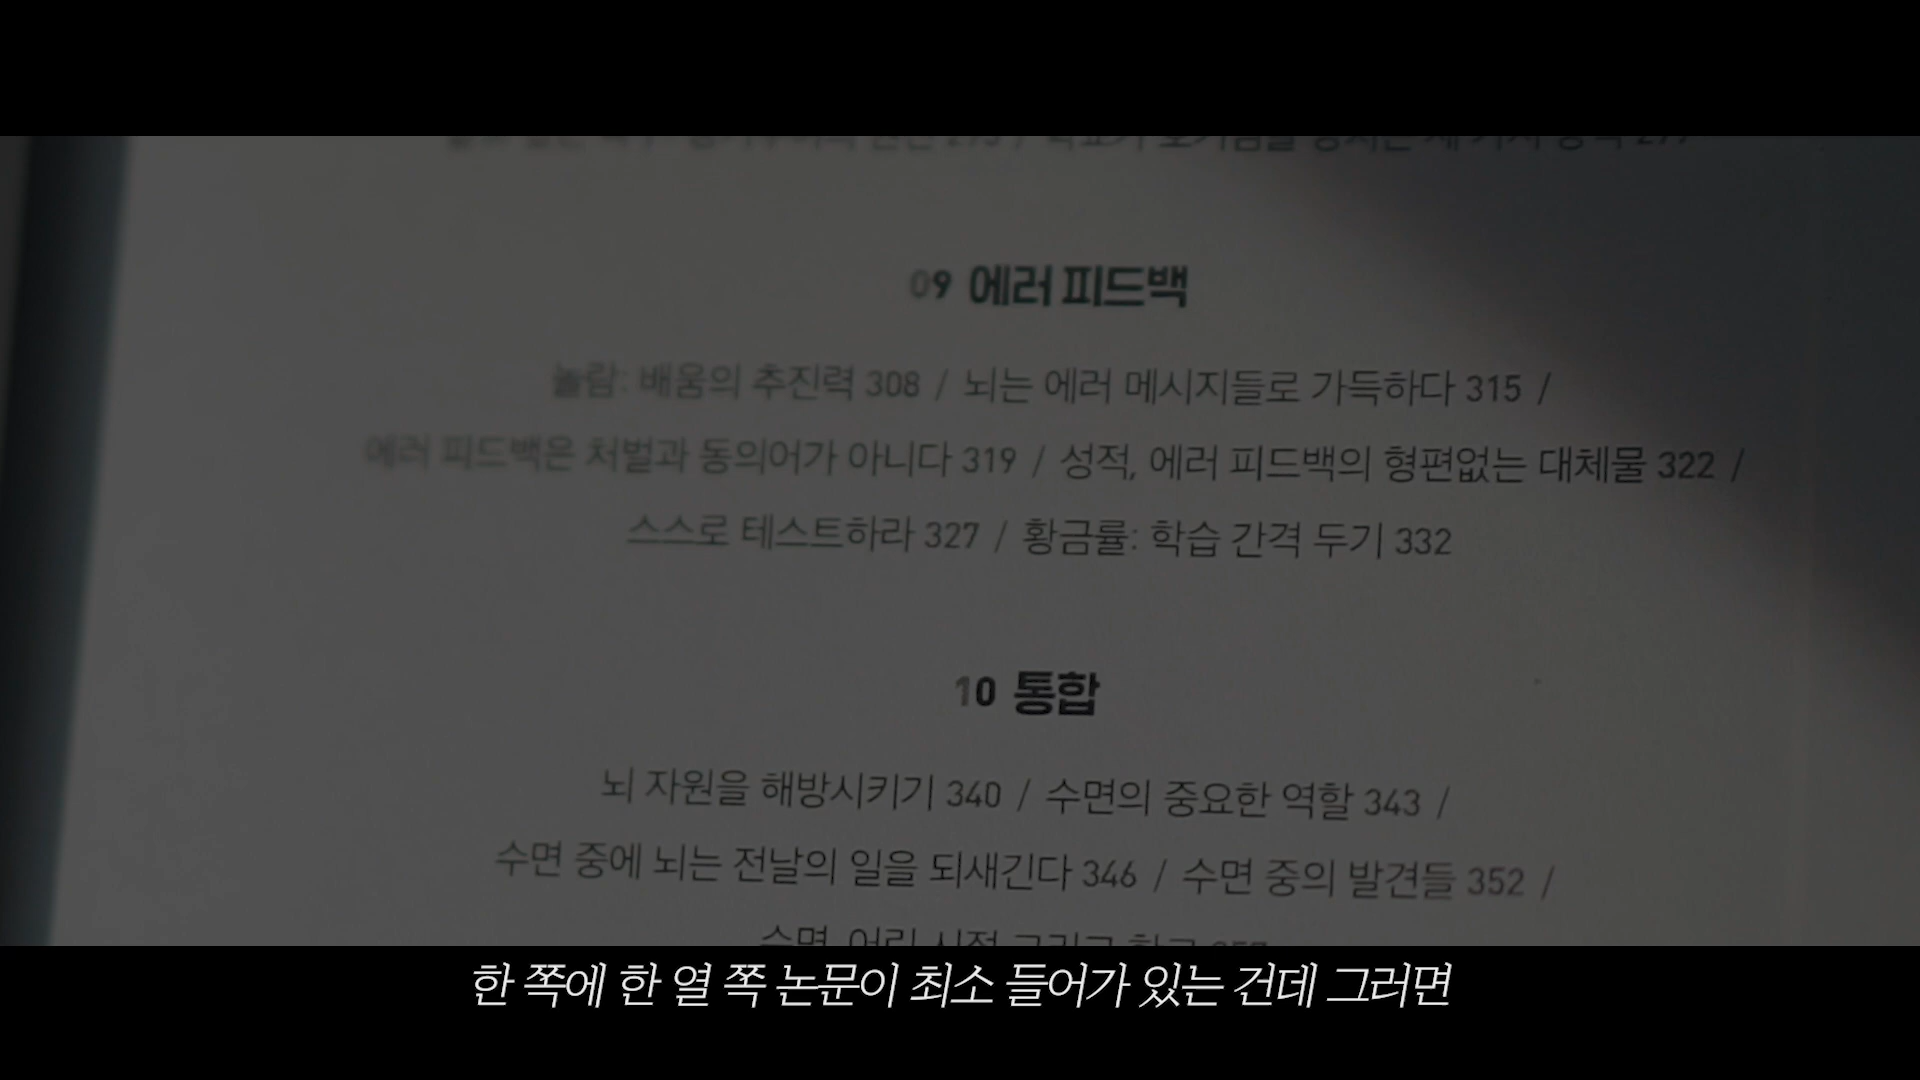 09 에러 피드백
놀람: 배움의 추진력 308 / 뇌는 에러 메시지들로 가득하다 315 /
에러 피드백은 처벌과 동의어가 아니다 319 / 성적, 에러 피드백의 형편없는 대체물 322 /
스스로 테스트하라 327 / 황금률: 학습 간격 두기 332
10 통합
뇌 자원을 해방시키기 340 / 수면의 중요한 역할 343 /
수면 중에 뇌는 전날의 일을 되새긴다 346 / 수면 중의 발견들 352 /
한 쪽에 한 열 쪽 논문이 최소 들어가 있는 건데 그러면